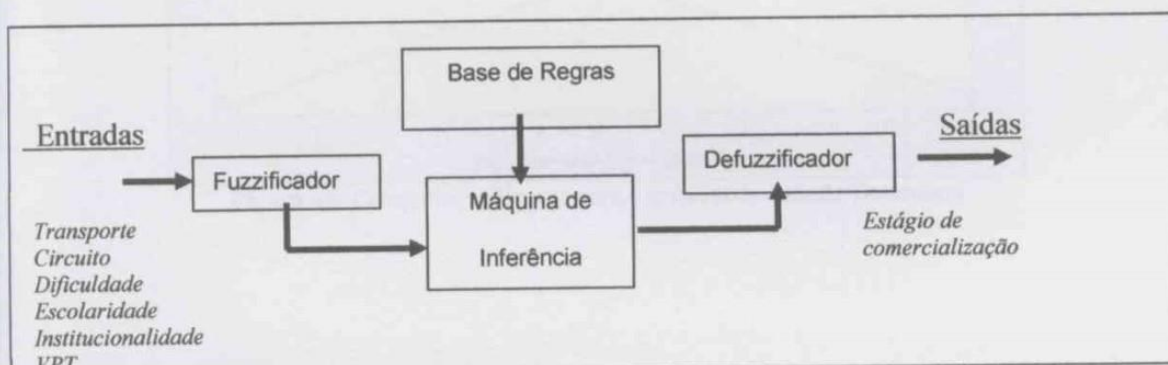 Base de Regras
Entradas
Saídas
Fuzzificador
Defuzzificador
Máquina de
Inferência
Transporte
Circuito
Dificuldade
Escolaridade
Institucionalidade
Estágio de
comercialização